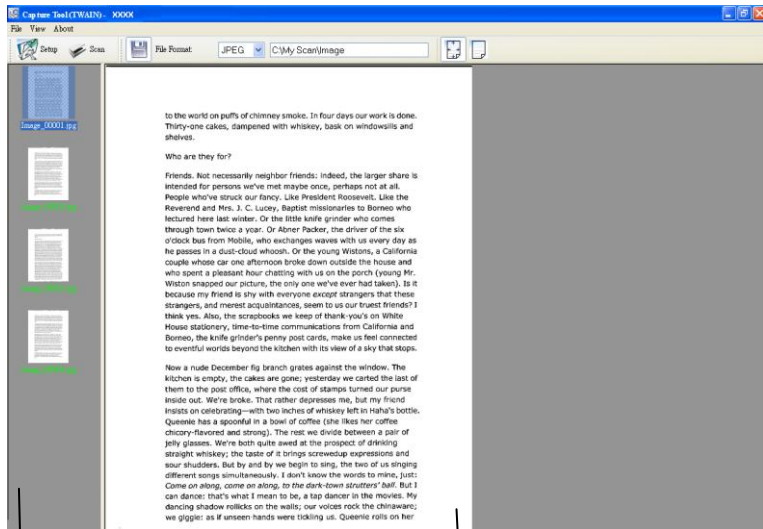 Capture Tool(TWAIN) - XXXX
File View About
Setup Scan File Format: JPEG C:\My Scan\Image
Image_00001.jpg
to the world on puffs of chimney smoke. In four days our work is done.
Thirty-one cakes, dampened with whiskey, bask on windowsills and
shelves.
Who are they for?
Friends. Not necessarily neighbor friends: indeed, the larger share is
intended for persons we've met maybe once, perhaps not at all.
People who've struck our fancy. Like President Roosevelt. Like the
Reverend and Mrs. J. C. Lucey, Baptist missionaries to Borneo who
lectured here last winter. Or the little knife grinder who comes
through town twice a year. Or Abner Packer, the driver of the six
o'clock bus from Mobile, who exchanges waves with us every day as
he passes in a dust-cloud whoosh. Or the young Wistons, a California
couple whose car one afternoon broke down outside the house and
who spent a pleasant hour chatting with us on the porch (young Mr.
Wiston snapped our picture, the only one we've ever had taken). Is it
because my friend is shy with everyone except strangers that these
strangers, and merest acquaintances, seem to us our truest friends? I
think yes. Also, the scrapbooks we keep of thank-you's on White
House stationery, time-to-time communications from California and
Borneo, the knife grinder's penny post cards, make us feel connected
to eventful worlds beyond the kitchen with its view of a sky that stops.
Now a nude December fig branch grates against the window. The
kitchen is empty, the cakes are gone; yesterday we carted the last of
them to the post office, where the cost of stamps turned our purse
inside out. We're broke. That rather depresses me, but my friend
insists on celebrating—with two inches of whiskey left in Haha's bottle.
Queenie has a spoonful in a bowl of coffee (she likes her coffee
chicory-flavored and strong). The rest we divide between a pair of
jelly glasses. We're both quite awed at the prospect of drinking
straight whiskey; the taste of it brings screwedup expressions and
sour shudders. But by and by we begin to sing, the two of us singing
different songs simultaneously. I don't know the words to mine, just:
Come on along, come on along, to the dark-town strutters' ball. But I
can dance: that's what I mean to be, a tap dancer in the movies. My
dancing shadow rollicks on the walls; our voices rock the chinaware;
we giggle: as if unseen hands were tickling us. Queenie rolls on her